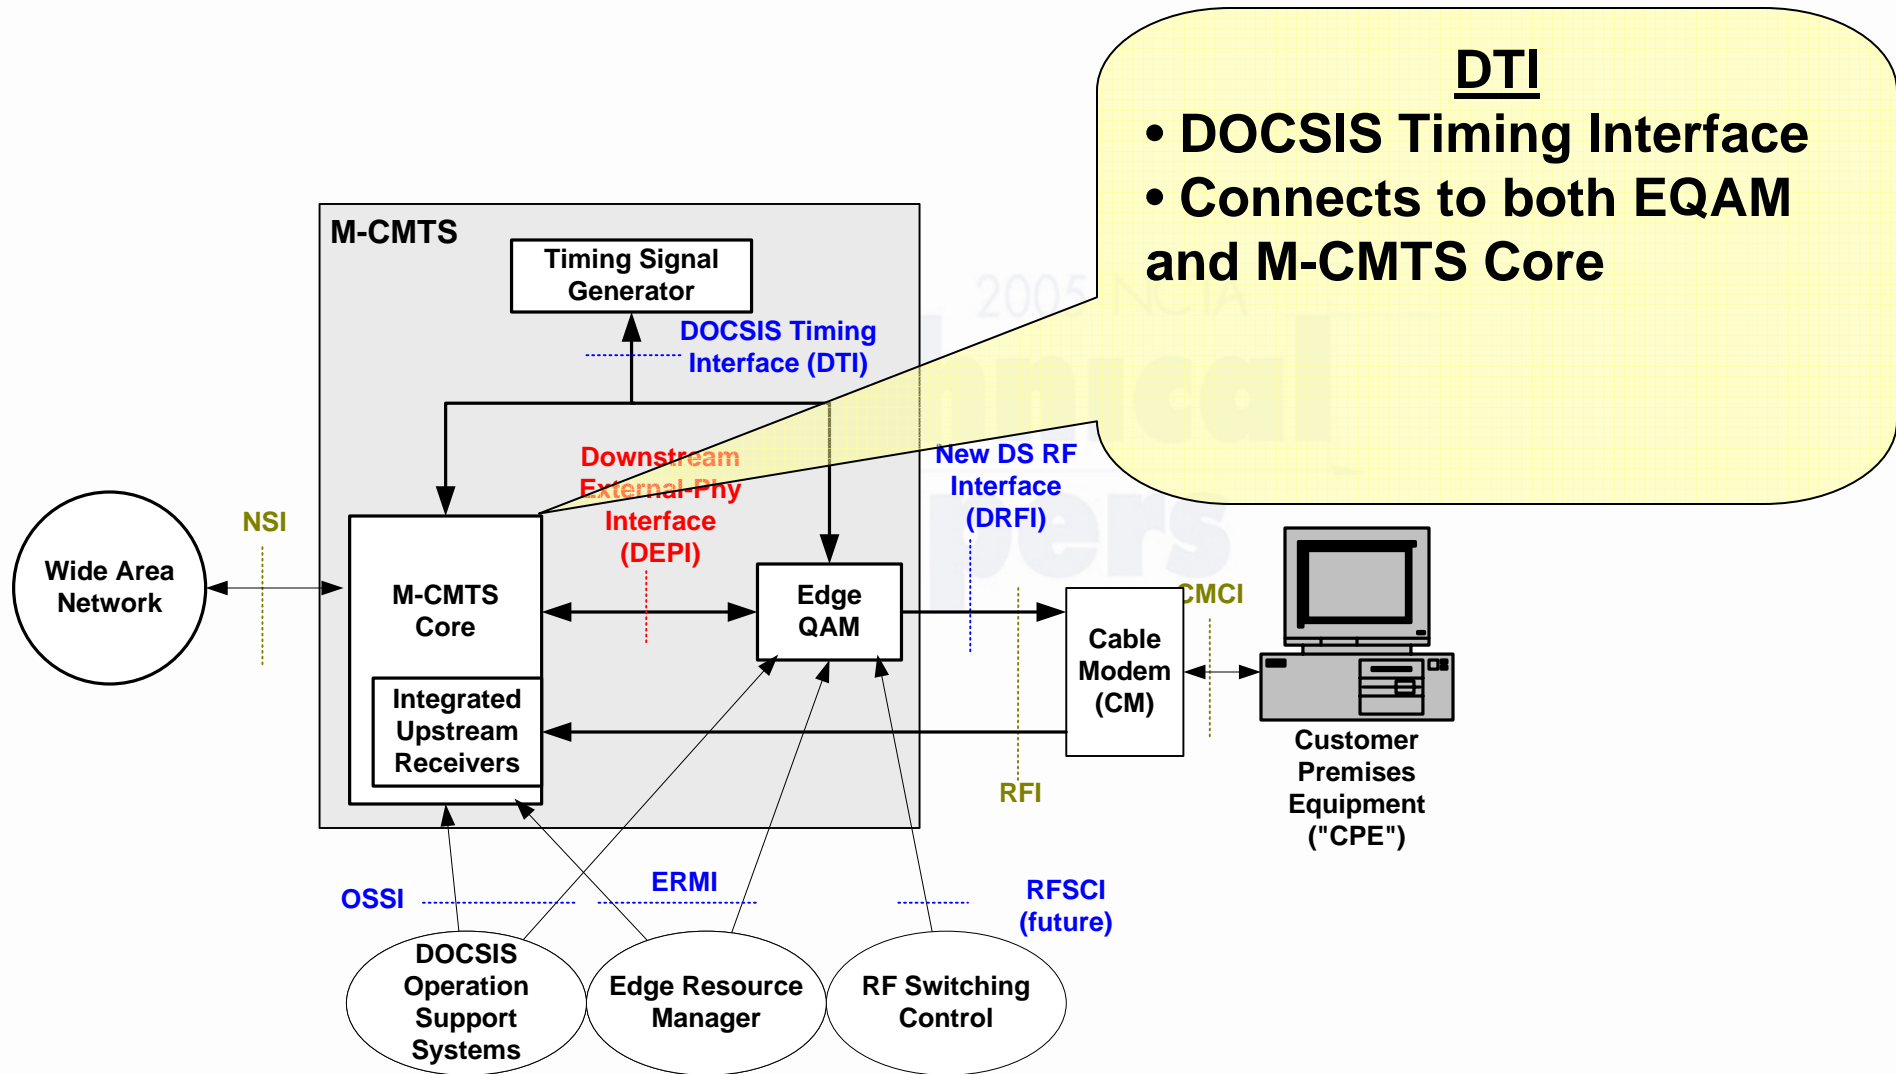 DTI
• DOCSIS Timing Interface
• Connects to both EQAM
and M-CMTS Core
2005 NCTA
M-CMTS
Timing Signal
Generator
DOCSIS Timing
Interface (DTI)
Downstream
External-Phy
Interface
(DEPI)
New DS RF
Interface
(DRFI)
NSI
Wide Area
Network
M-CMTS
Core
Edge
QAM
CMCI
Cable
Modem
(CM)
Integrated
Upstream
Receivers
RFI
Customer
Premises
Equipment
("CPE")
OSSI
ERMI
RFSCI
(future)
DOCSIS
Operation
Support
Systems
Edge Resource
Manager
RF Switching
Control